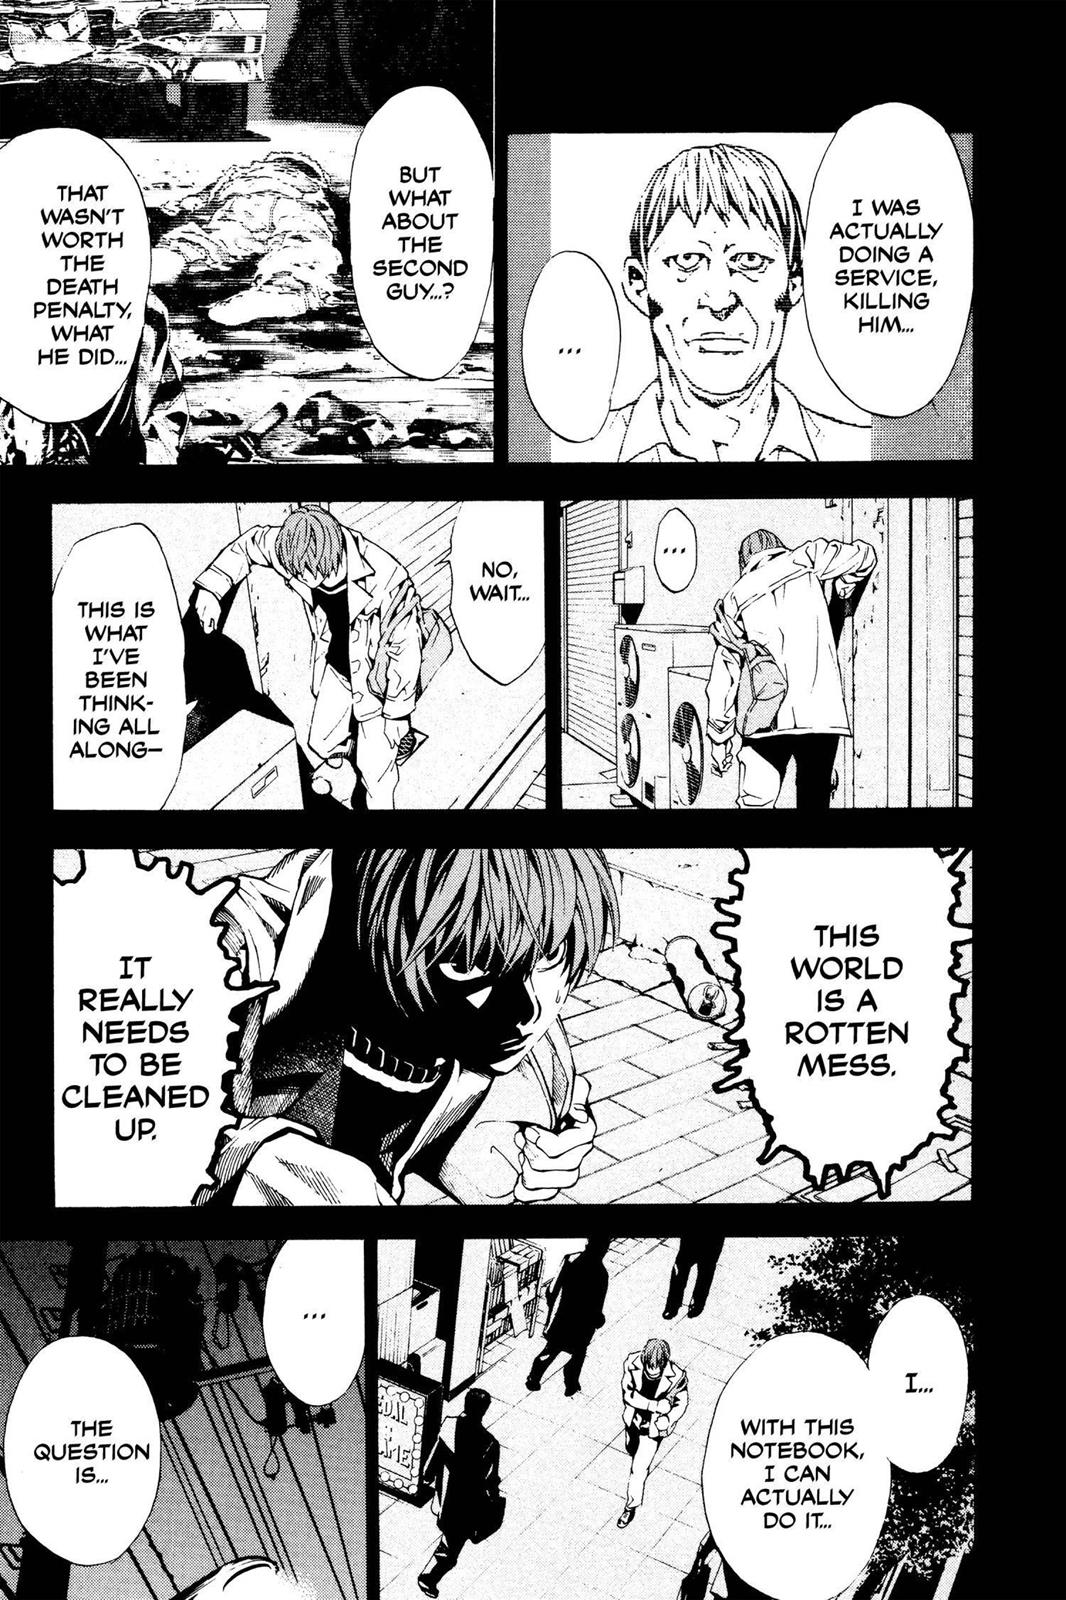 I WAS
ACTUALLY
DOING A
SERVICE,
KILLING
HIM...
...
BUT
WHAT
ABOUT
THE
SECOND
GUY...?
THAT
WASN'T
WORTH
THE
DEATH
PENALTY,
WHAT
HE DID...
...
NO,
WAIT...
THIS IS
WHAT
I'VE
BEEN
THINK-
ING ALL
ALONG—
THIS
WORLD
IS A
ROTTEN
MESS.
IT
REALLY
NEEDS
TO BE
CLEANED
UP.
I...
WITH THIS
NOTEBOOK,
I CAN
ACTUALLY
DO IT...
...
THE
QUESTION
IS...